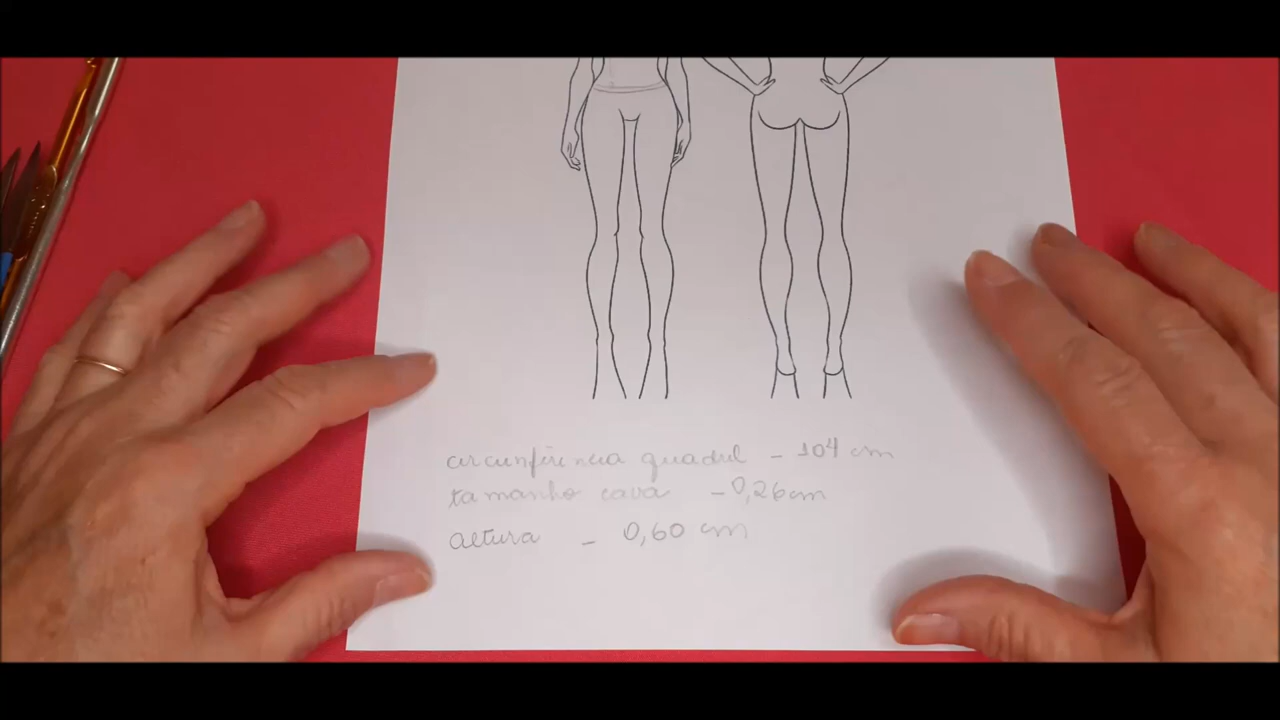 circunferência quadril - 104 cm
tamanho cava - 0,26cm
altura - 0,60 cm